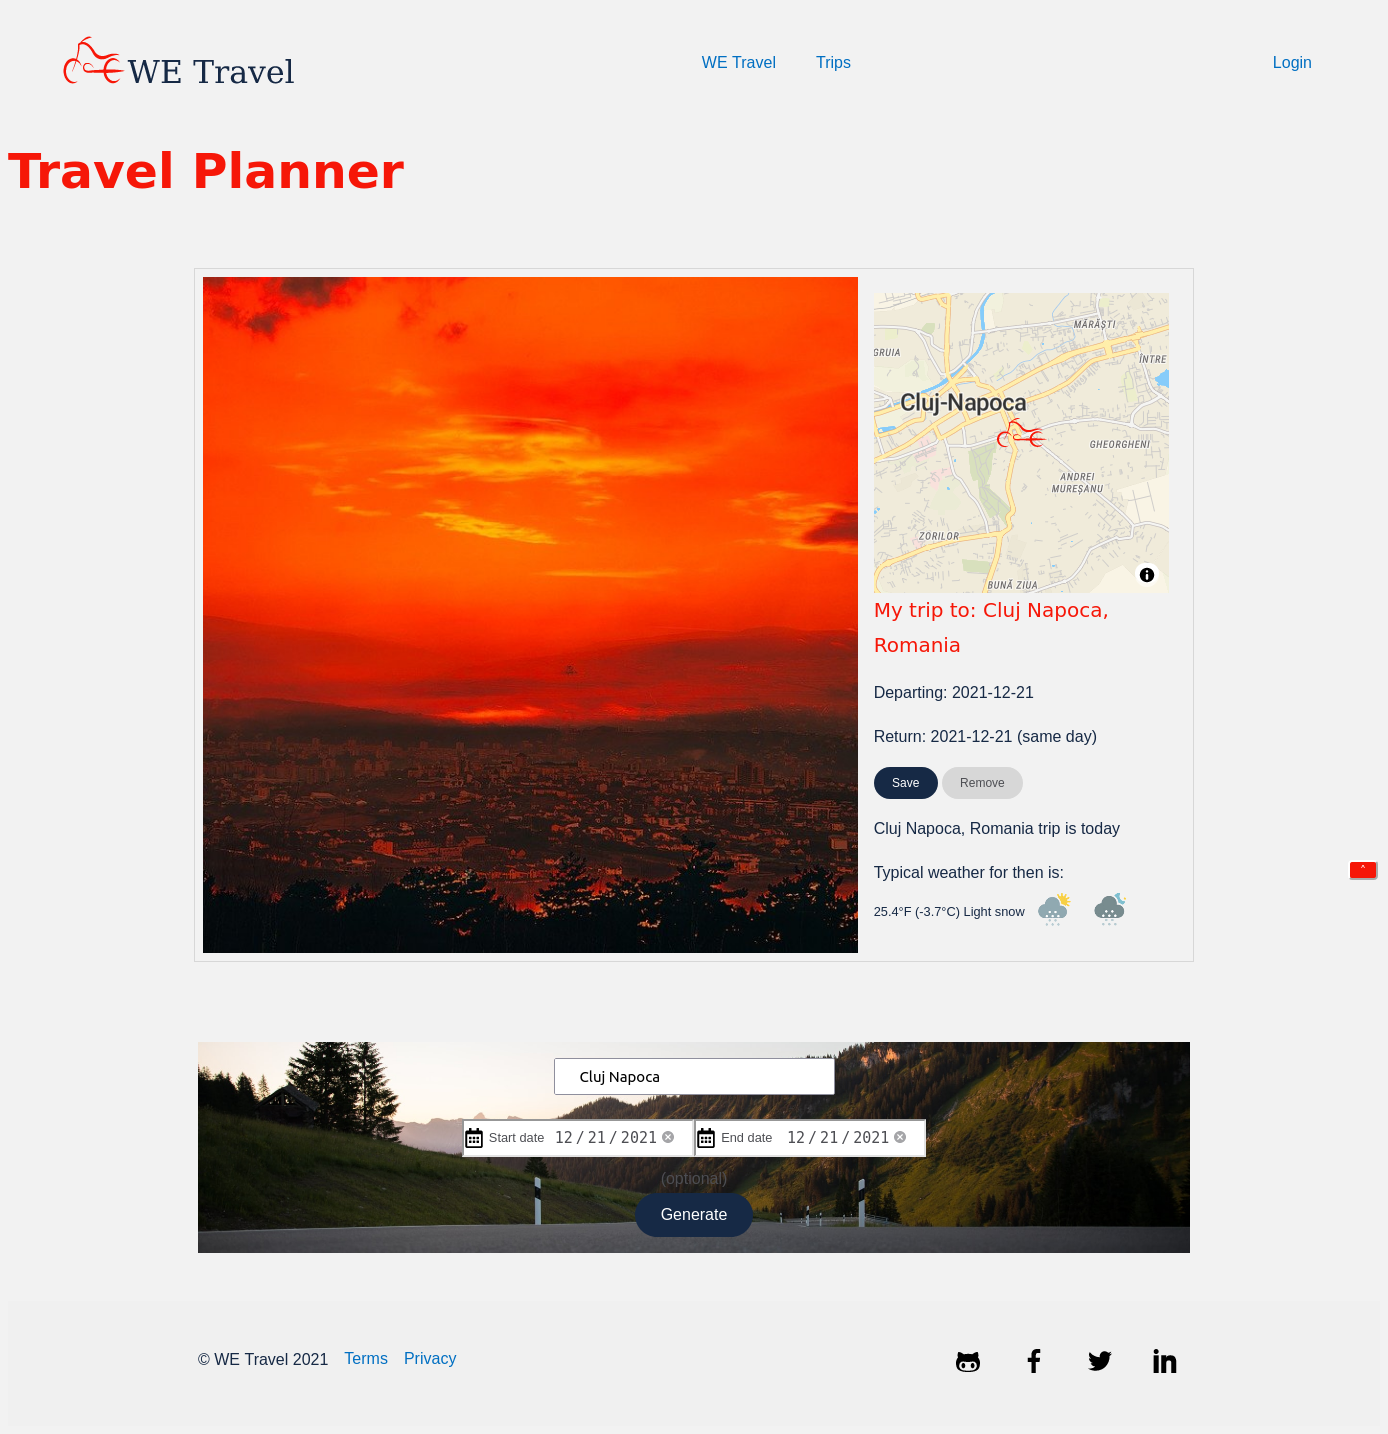 WE Travel
WE Travel
Trips
Login
Travel Planner
MĂRĂȘTI
GRUIA
ÎNTRE
Cluj-Napoca
GHEORGHENI
ANDREI
MUREȘANU
ZORILOR
BUNĂ ZIUA
My trip to: Cluj Napoca,
Romania
Departing: 2021-12-21
Return: 2021-12-21 (same day)
Save
Remove
Cluj Napoca, Romania trip is today
Typical weather for then is:
25.4°F (-3.7°C) Light snow
Cluj Napoca
Start date 12/21/2021
End date 12/21/2021
(optional)
Generate
© WE Travel 2021
Terms
Privacy